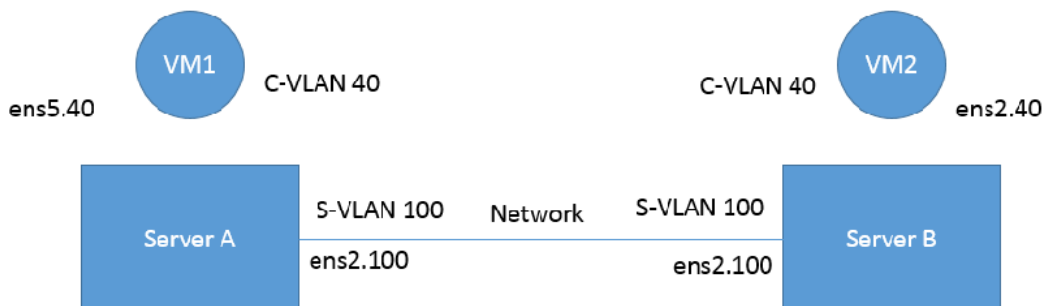 VM1
VM2
C-VLAN 40
C-VLAN 40
ens5.40
ens2.40
S-VLAN 100
Network
S-VLAN 100
Server A
Server B
ens2.100
ens2.100